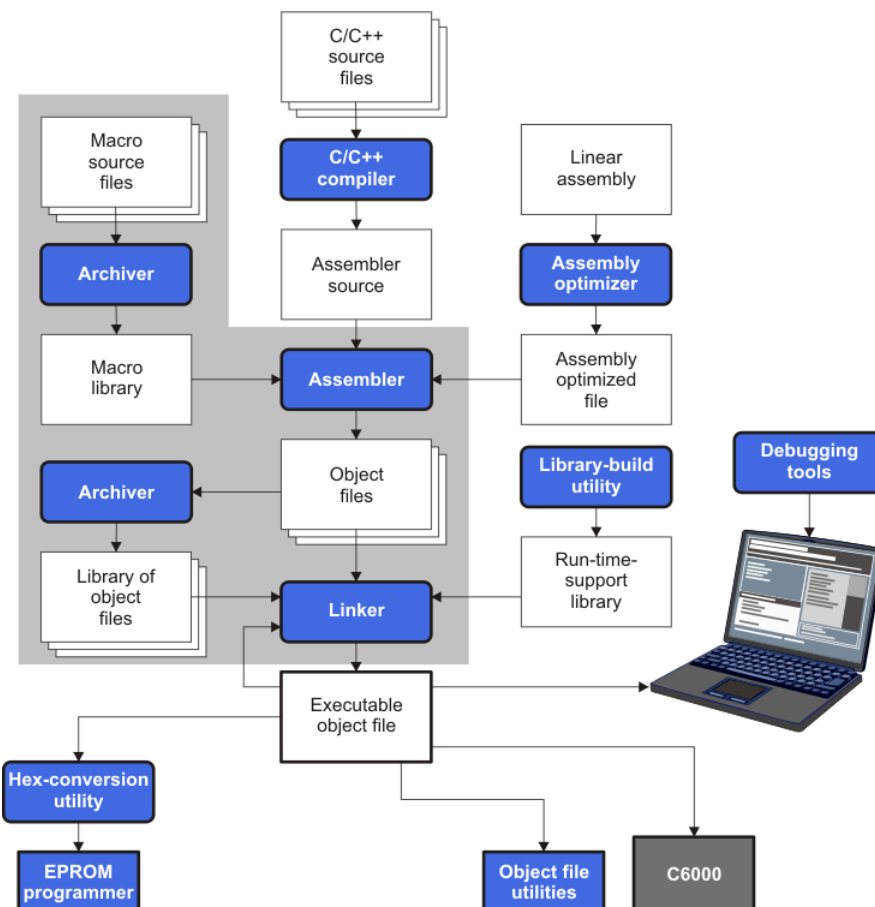 C/C++
source
files
Macro
source
files
C/C++
compiler
Linear
assembly
Archiver
Assembler
source
Assembly
optimizer
Macro
library
Assembler
Assembly
optimized
file
Debugging
tools
Archiver
Object
files
Library-build
utility
Library of
object
files
Linker
Run-time-
support
library
Executable
object file
Hex-conversion
utility
EPROM
programmer
Object file
utilities
C6000